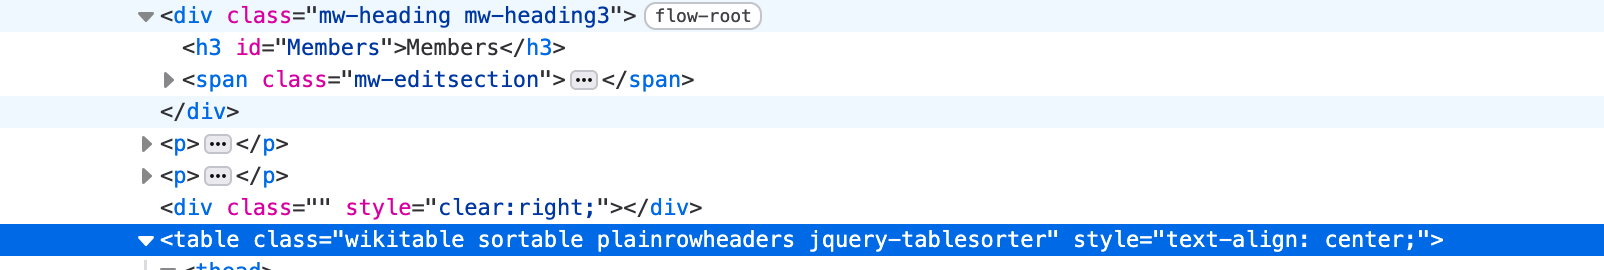 <div class="mw-heading mw-heading3"> flow-root
<h3 id="Members">Members</h3>
<span class="mw-editsection"> ••• </span>
</div>
<p> ••• </p>
<p> ••• </p>
<div class="" style="clear:right;"></div>
<table class="wikitable sortable plainrowheaders jquery-tablesorter" style="text-align: center;">
<thead>